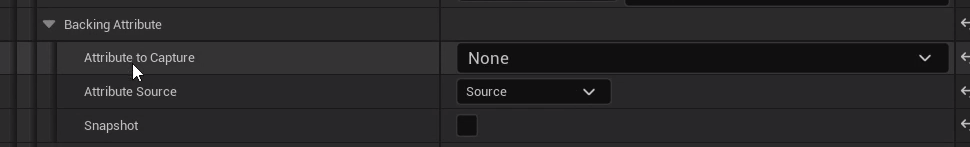 Backing Attribute
Attribute to Capture
None
Attribute Source
Source
Snapshot